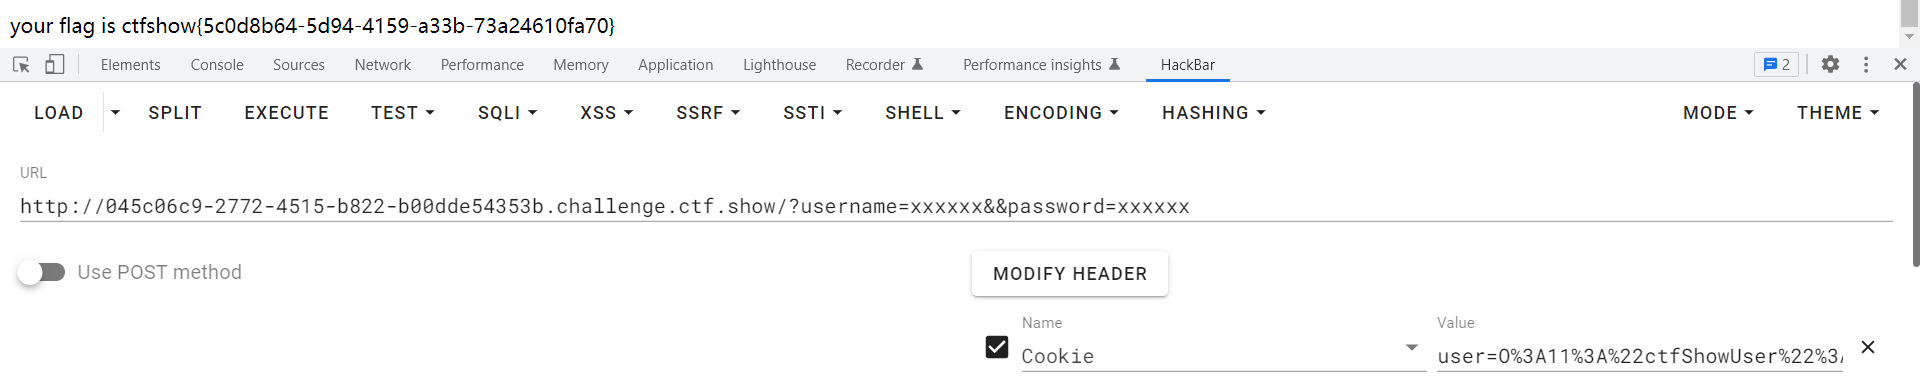 your flag is ctfshow{5c0d8b64-5d94-4159-a33b-73a24610fa70}
Elements Console Sources Network Performance Memory Application Lighthouse Recorder Performance insights HackBar 2
LOAD SPLIT EXECUTE TEST SQLI XSS SSRF SSTI SHELL ENCODING HASHING MODE THEME
URL
http://045c06c9-2772-4515-b822-b00dde54353b.challenge.ctf.show/?username=xxxxxx&&password=xxxxxx
Use POST method MODIFY HEADER
Name Value
Cookie user=O%3A11%3A%22ctfShowUser%22%3A